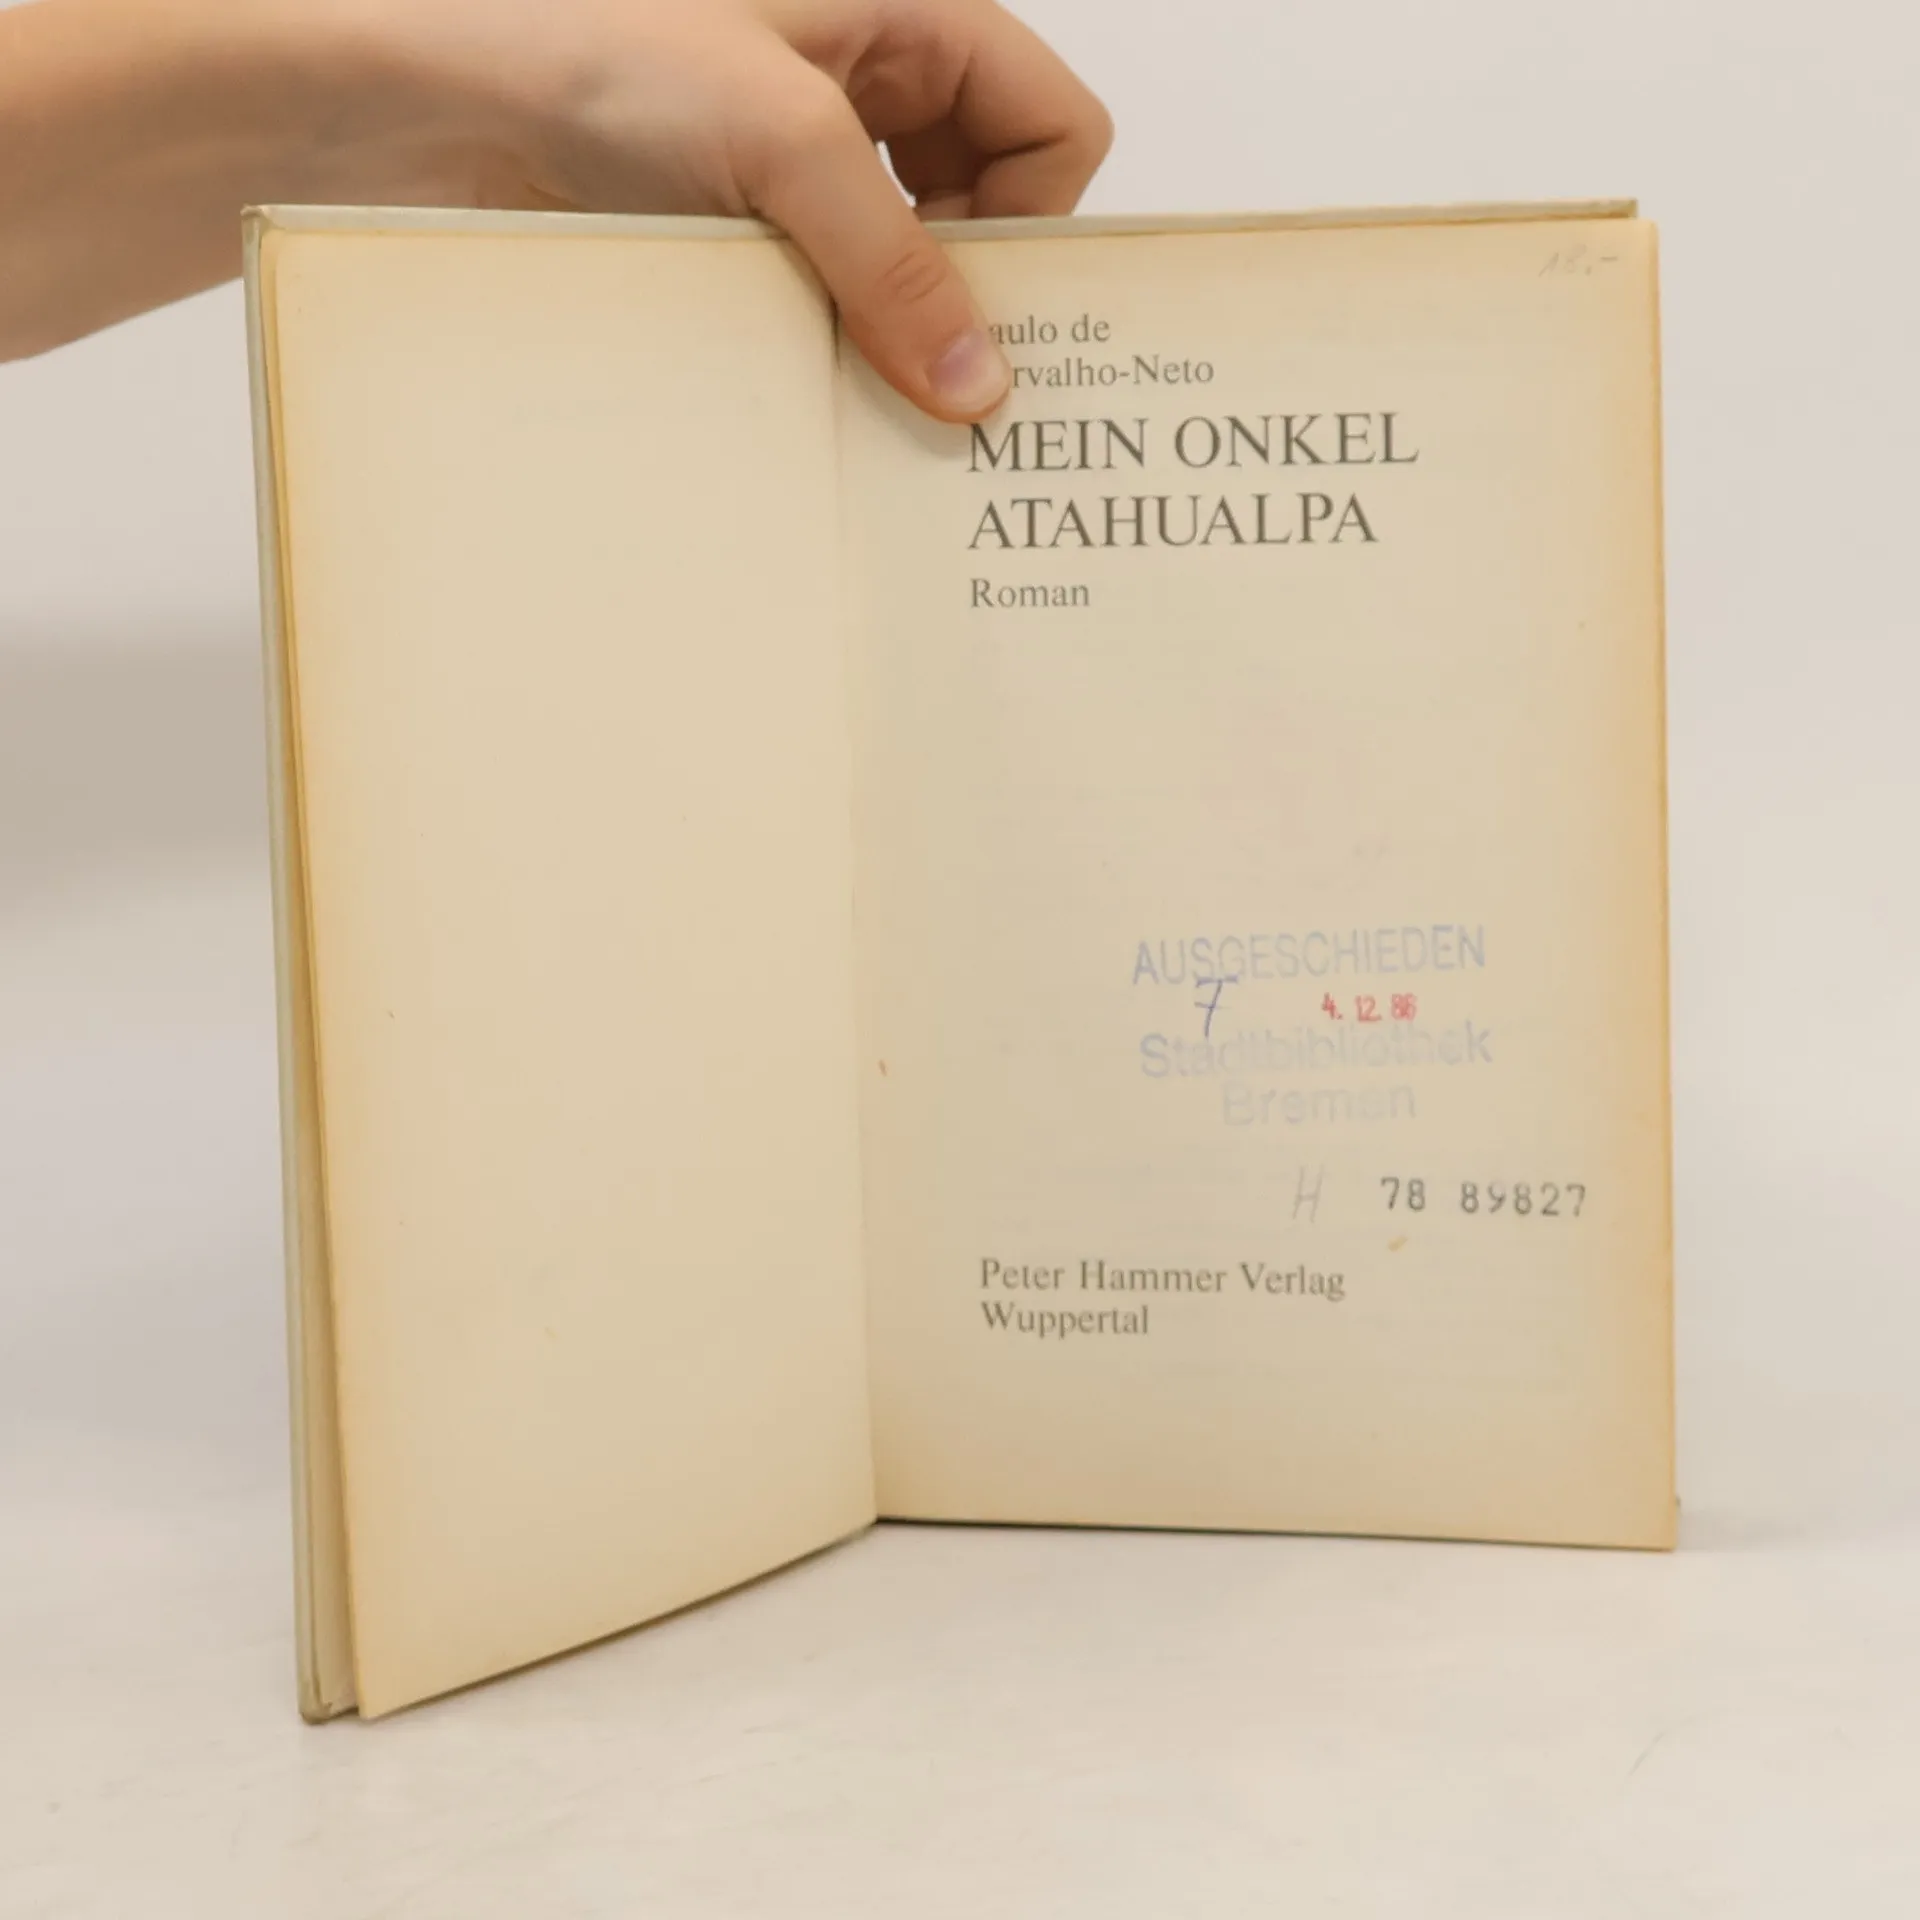 18.-
aulo de
rvalho-Neto
MEIN ONKEL
ATAHUALPA
Roman
AUSGESCHIEDEN
7 4. 12. 86
Stadtbibliothek
Bremen
H 78 89827
Peter Hammer Verlag
Wuppertal